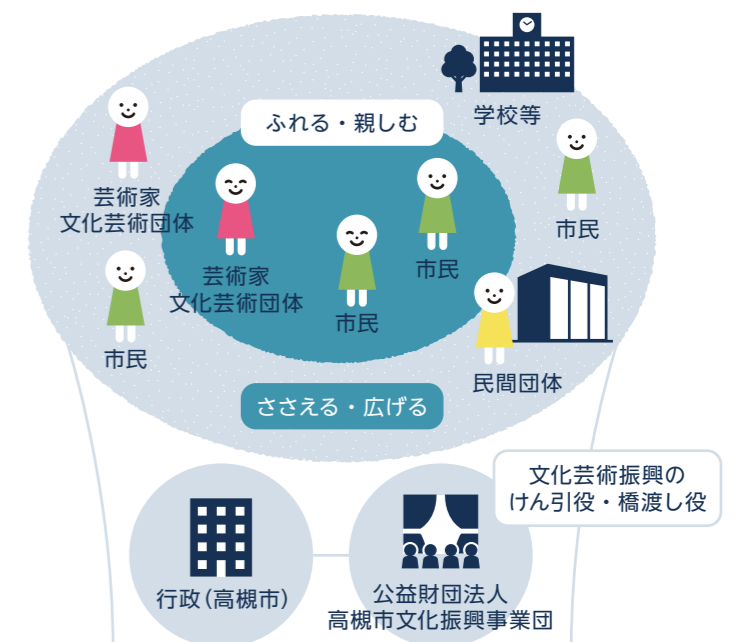 学校等
ふれる・親しむ
芸術家
文化芸術団体
市民
芸術家
文化芸術団体
市民
市民
市民
民間団体
ささえる・広げる
文化芸術振興の
けん引役・橋渡し役
行政(高槻市)
公益財団法人
高槻市文化振興事業団